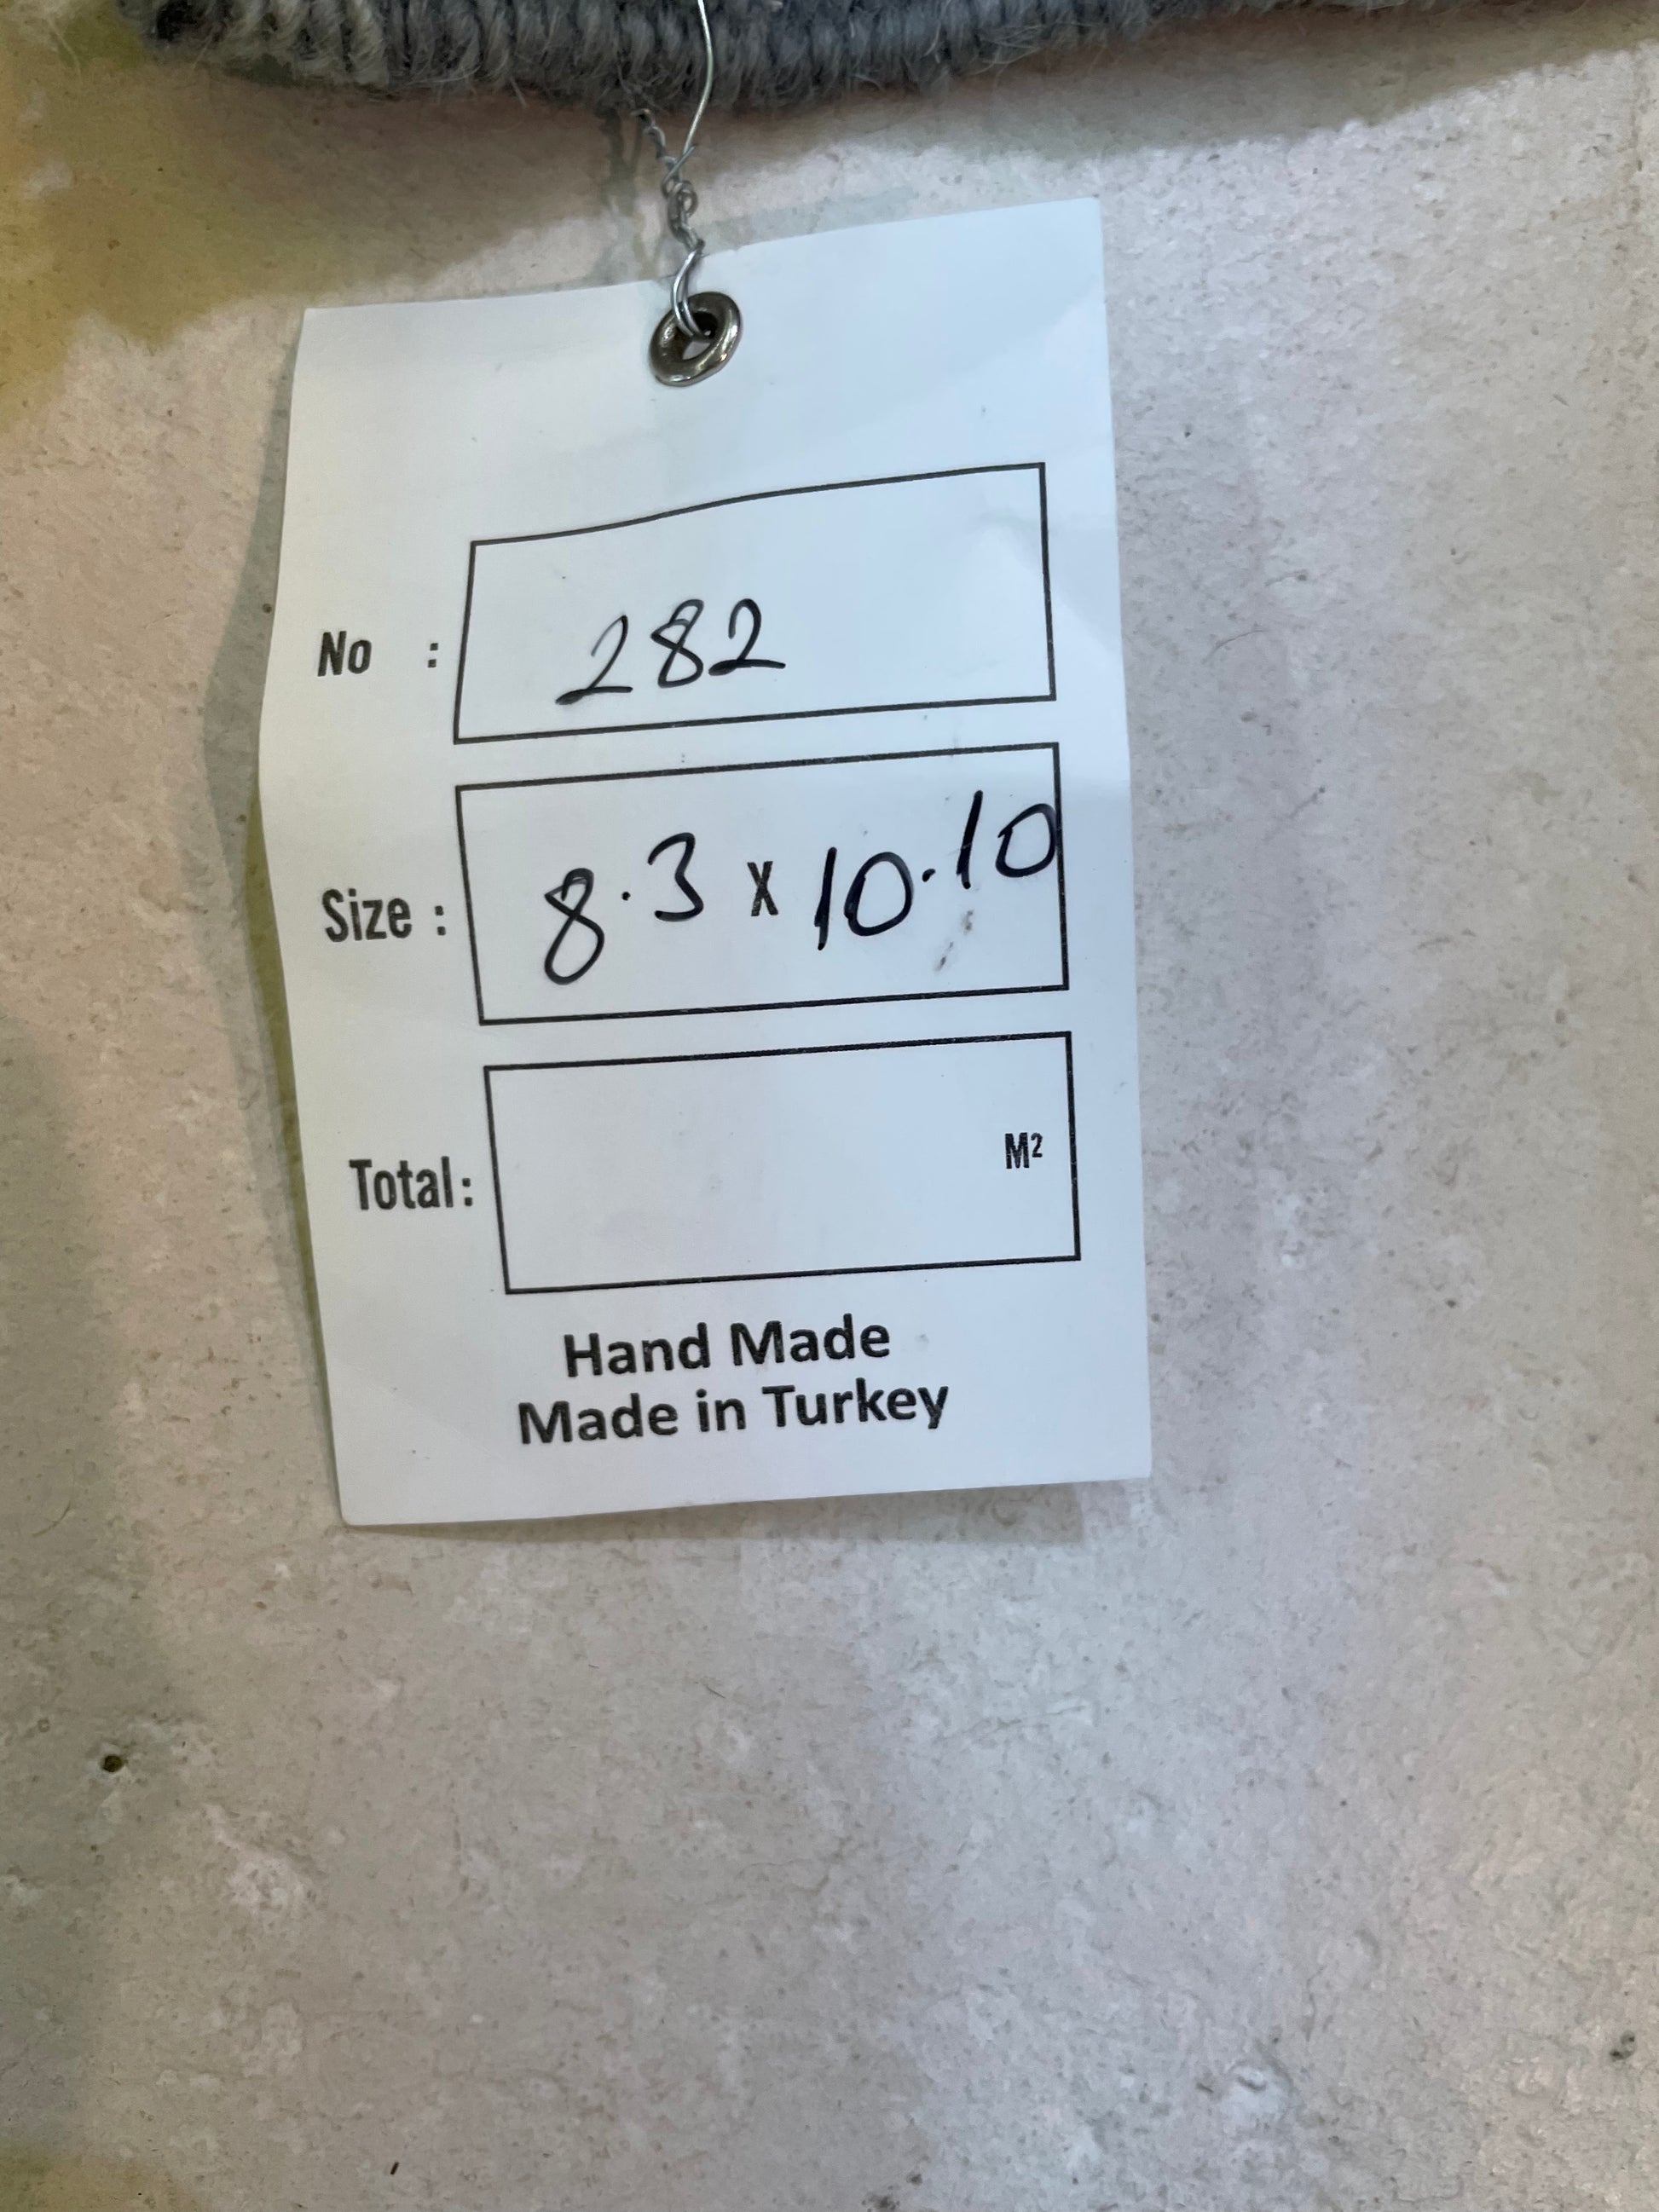 No : 282
Size : 8.3 x 10.10
Total: M²
Hand Made
Made in Turkey